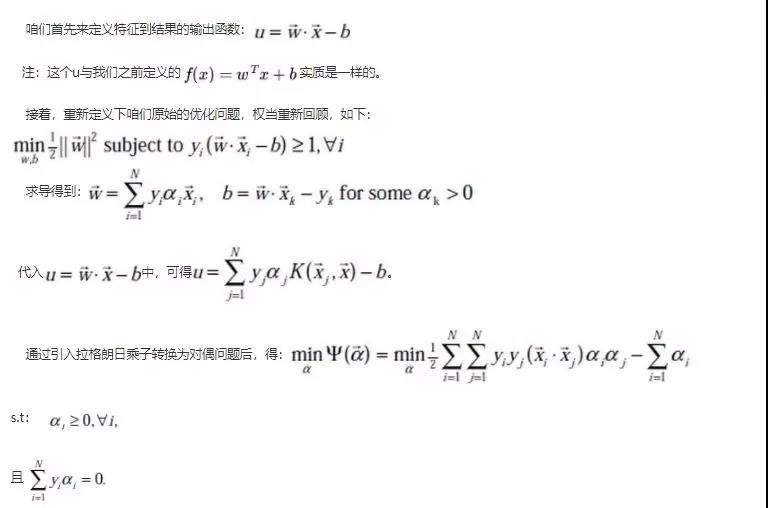 咱们首先来定义特征到结果的输出函数： $u = \vec{w} \cdot \vec{x} - b$
注：这个u与我们之前定义的 $f(x) = w^T x + b$ 实质是一样的。
接着，重新定义下咱们原始的优化问题，权当重新回顾，如下：
$\min_{w,b} \frac{1}{2} ||\vec{w}||^2 \text{ subject to } y_i(\vec{w} \cdot \vec{x}_i - b) \geq 1, \forall i$
求导得到： $\vec{w} = \sum_{i=1}^{N} y_i \alpha_i \vec{x}_i, \quad b = \vec{w} \cdot \vec{x}_k - y_k \text{ for some } \alpha_k > 0$
代入 $u = \vec{w} \cdot \vec{x} - b$ 中，可得 $u = \sum_{j=1}^{N} y_j \alpha_j K(\vec{x}_j, \vec{x}) - b$。
通过引入拉格朗日乘子转换为对偶问题后，得： $\min_{\alpha} \Psi(\vec{\alpha}) = \min_{\alpha} \frac{1}{2} \sum_{i=1}^{N} \sum_{j=1}^{N} y_i y_j (\vec{x}_i \cdot \vec{x}_j) \alpha_i \alpha_j - \sum_{i=1}^{N} \alpha_i$
s.t： $\alpha_i \geq 0, \forall i,$
且 $\sum_{i=1}^{N} y_i \alpha_i = 0.$